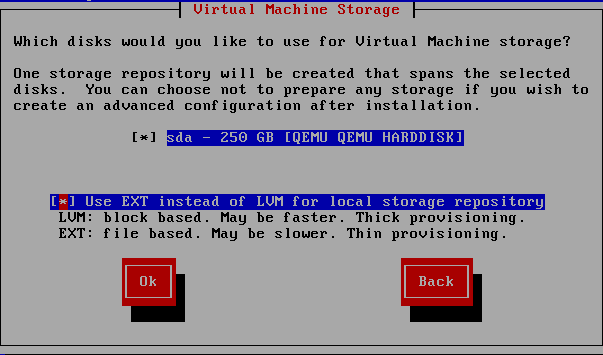 Virtual Machine Storage
Which disks would you like to use for Virtual Machine storage?
One storage repository will be created that spans the selected
disks.  You can choose not to prepare any storage if you wish to
create an advanced configuration after installation.
[*] sda - 250 GB [QEMU QEMU HARDDISK]
[*] Use EXT instead of LVM for local storage repository
LVM: block based. May be faster. Thick provisioning.
EXT: file based. May be slower. Thin provisioning.
Ok Back